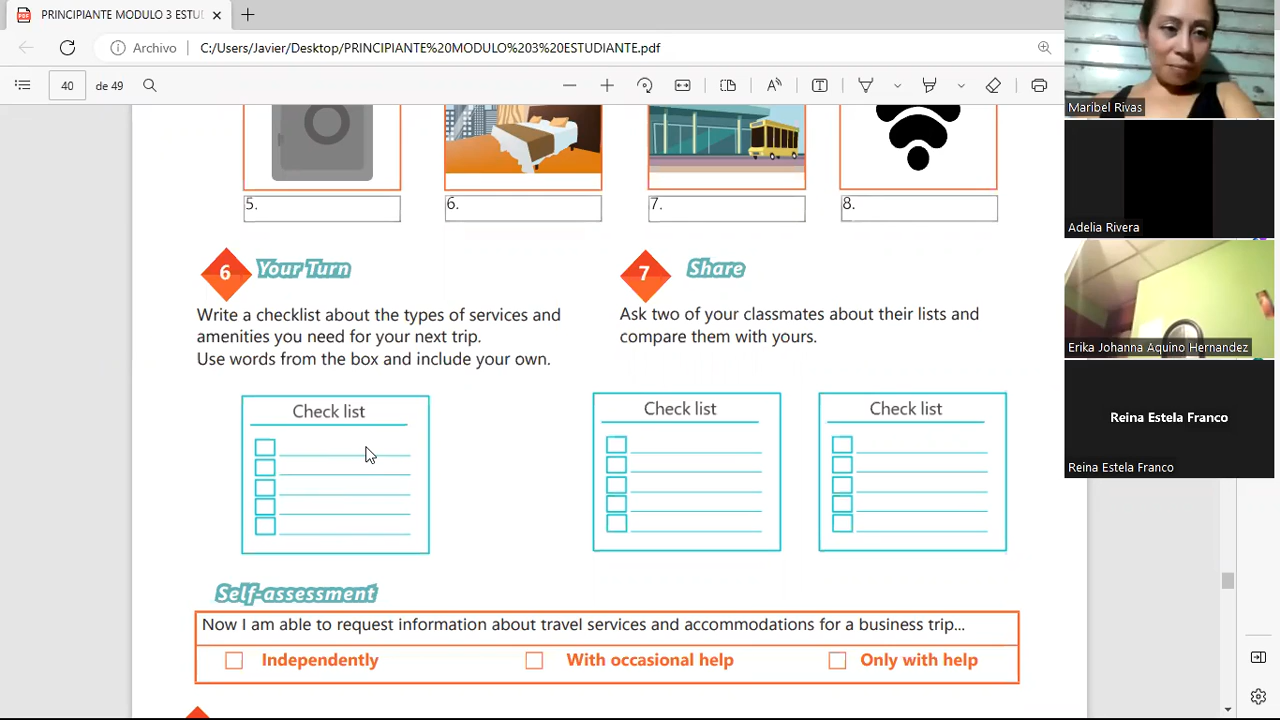 PRINCIPIANTE MODULO 3 ESTU
Archivo
C:/Users/Javier/Desktop/PRINCIPIANTE%20MODULO%203%20ESTUDIANTE.pdf
40
de 49
5.
6.
7.
8.
6
Your Turn
Write a checklist about the types of services and
amenities you need for your next trip.
Use words from the box and include your own.
Check list
7
Share
Ask two of your classmates about their lists and
compare them with yours.
Check list
Check list
Self-assessment
Now I am able to request information about travel services and accommodations for a business trip...
Independently
With occasional help
Only with help
Maribel Rivas
Adelia Rivera
Erika Johanna Aquino Hernandez
Reina Estela Franco
Reina Estela Franco